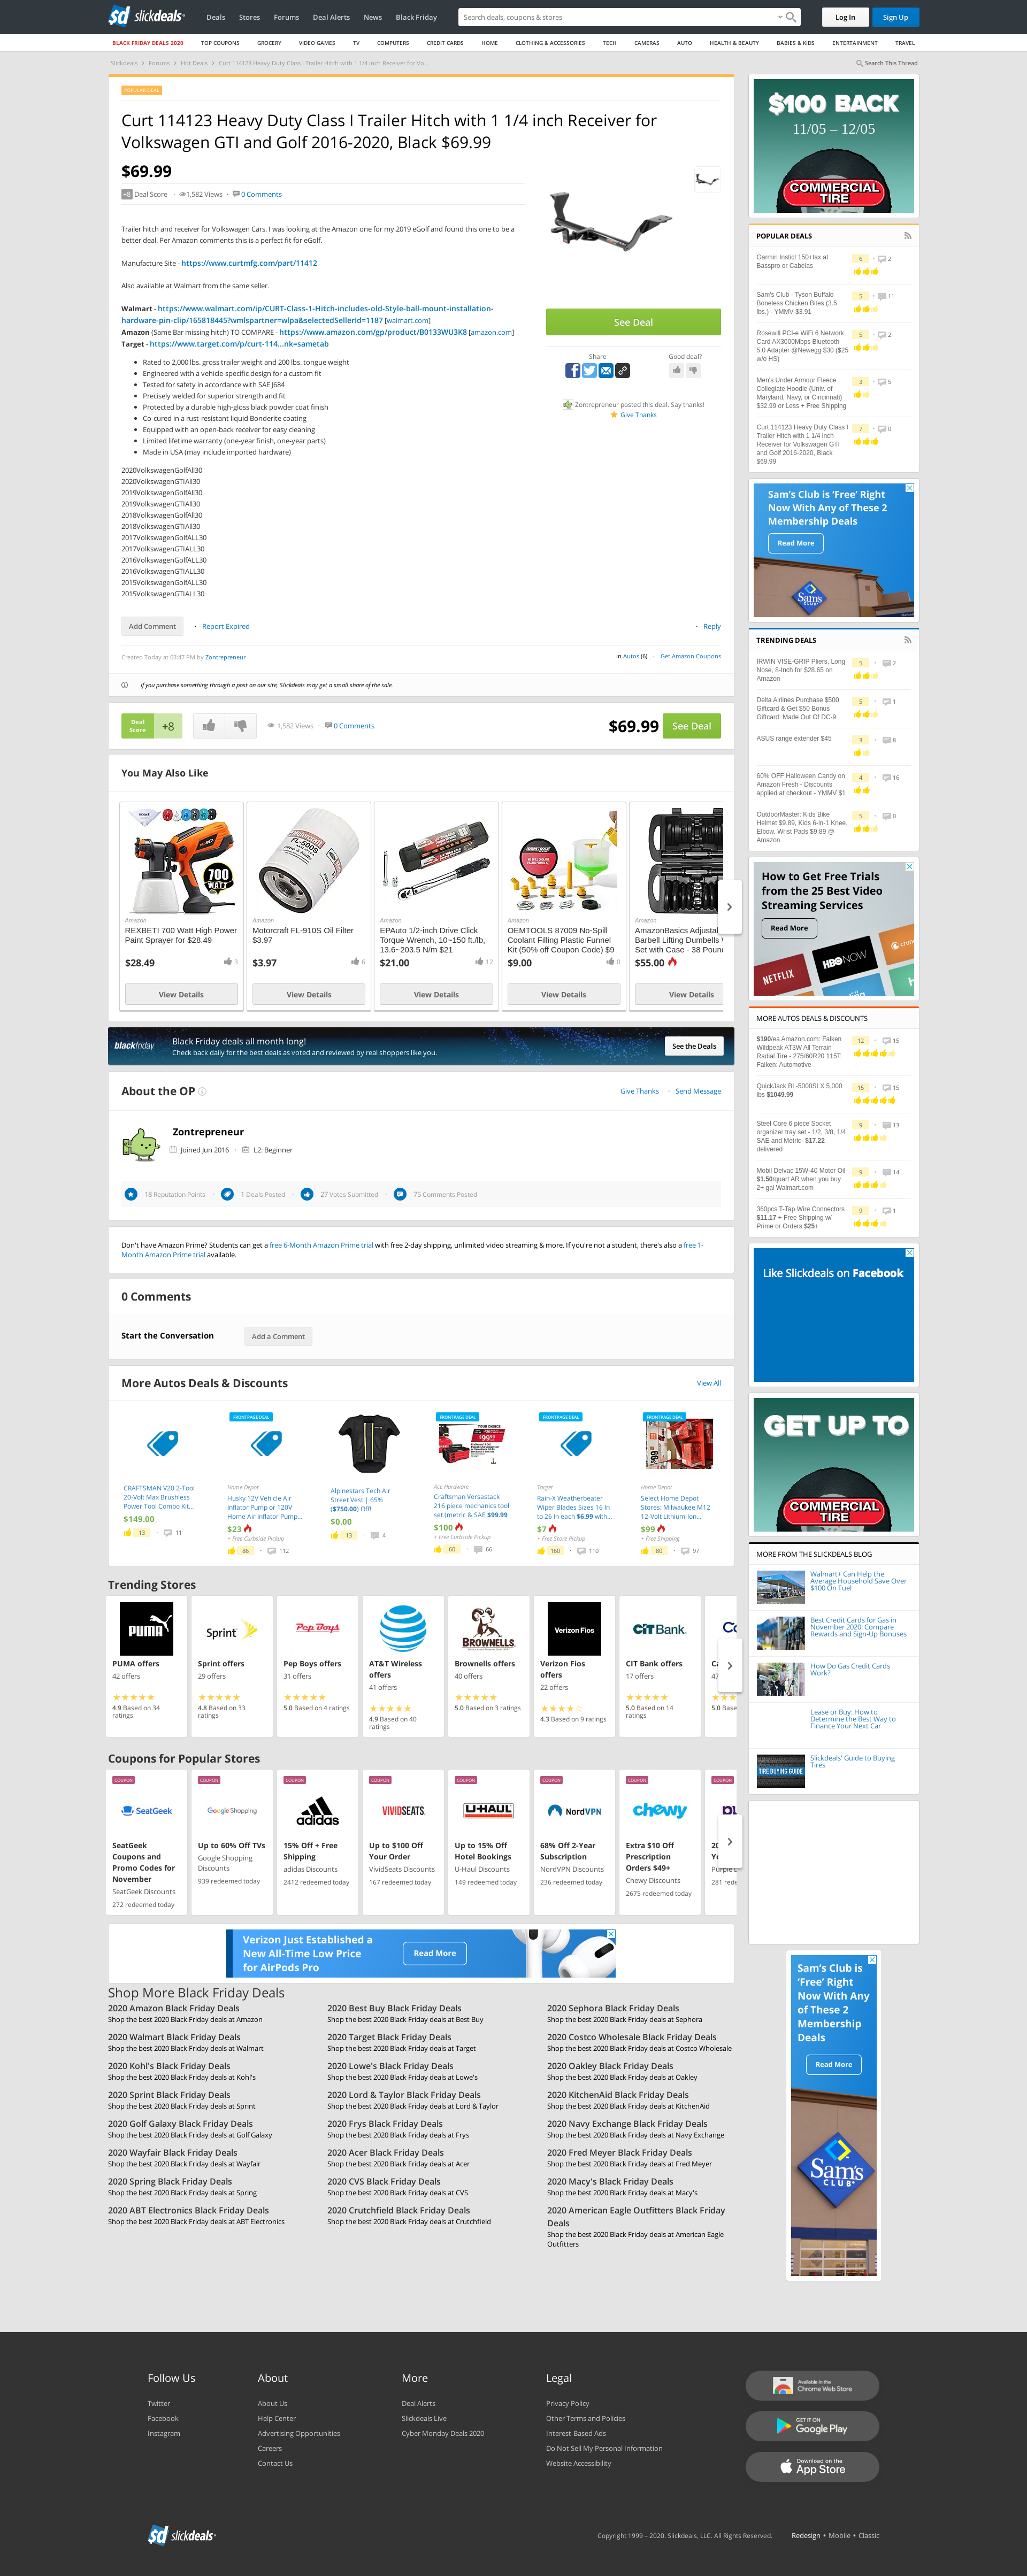 slickdeals
Deals
Stores
Forums
Deal Alerts
News
Black Friday
Search deals, coupons & stores
Log In
Sign Up
BLACK FRIDAY DEALS 2020
TOP COUPONS
GROCERY
VIDEO GAMES
TV
COMPUTERS
CREDIT CARDS
HOME
CLOTHING & ACCESSORIES
TECH
CAMERAS
AUTO
HEALTH & BEAUTY
BABIES & KIDS
ENTERTAINMENT
TRAVEL
Slickdeals > Forums > Hot Deals > Curt 114123 Heavy Duty Class I Trailer Hitch with 1 1/4 inch Receiver for Vo...
Search This Thread
POPULAR DEAL
Curt 114123 Heavy Duty Class I Trailer Hitch with 1 1/4 inch Receiver for
Volkswagen GTI and Golf 2016-2020, Black $69.99
$69.99
+8 Deal Score • 1,582 Views • 0 Comments
Trailer hitch and receiver for Volkswagen Cars. I was looking at the Amazon one for my 2019 eGolf and found this one to be a
better deal. Per Amazon comments this is a perfect fit for eGolf.
Manufacture Site - https://www.curtmfg.com/part/11412
Also available at Walmart from the same seller.
Walmart - https://www.walmart.com/ip/CURT-Class-1-Hitch-includes-old-Style-ball-mount-installation-
hardware-pin-clip/165818445?wmlspartner=wlpa&selectedSellerId=1187 [walmart.com]
Amazon (Same Bar missing hitch) TO COMPARE - https://www.amazon.com/gp/product/B0133WU3K8 [amazon.com]
Target - https://www.target.com/p/curt-114...nk=sametab
• Rated to 2,000 lbs. gross trailer weight and 200 lbs. tongue weight
• Engineered with a vehicle-specific design for a custom fit
• Tested for safety in accordance with SAE J684
• Precisely welded for superior strength and fit
• Protected by a durable high-gloss black powder coat finish
• Co-cured in a rust-resistant liquid Bonderite coating
• Equipped with an open-back receiver for easy cleaning
• Limited lifetime warranty (one-year finish, one-year parts)
• Made in USA (may include imported hardware)
2020VolkswagenGolfAll30
2020VolkswagenGTIAll30
2019VolkswagenGolfAll30
2019VolkswagenGTIAll30
2018VolkswagenGolfAll30
2018VolkswagenGTIAll30
2017VolkswagenGolfALL30
2017VolkswagenGTIALL30
2016VolkswagenGolfALL30
2016VolkswagenGTIALL30
2015VolkswagenGolfALL30
2015VolkswagenGTIALL30
See Deal
Share
Good deal?
Zontrepreneur posted this deal. Say thanks!
Give Thanks
Add Comment • Report Expired
• Reply
Created Today at 03:47 PM by Zontrepreneur
in Autos (6) • Get Amazon Coupons
If you purchase something through a post on our site, Slickdeals may get a small share of the sale.
Deal
Score
+8
1,582 Views • 0 Comments
$69.99
See Deal
You May Also Like
700
WATT
Amazon
REXBETI 700 Watt High Power
Paint Sprayer for $28.49
$28.49
3
View Details
Amazon
Motorcraft FL-910S Oil Filter
$3.97
$3.97
6
View Details
Amazon
EPAuto 1/2-inch Drive Click
Torque Wrench, 10~150 ft./lb,
13.6~203.5 N/m $21
$21.00
12
View Details
Amazon
OEMTOOLS 87009 No-Spill
Coolant Filling Plastic Funnel
Kit (50% off Coupon Code) $9
$9.00
0
View Details
Amazon
AmazonBasics Adjustal
Barbell Lifting Dumbells W
Set with Case - 38 Pound
$55.00
View Details
blackfriday
Black Friday deals all month long!
Check back daily for the best deals as voted and reviewed by real shoppers like you.
See the Deals
About the OP
Give Thanks • Send Message
Zontrepreneur
Joined Jun 2016 • L2: Beginner
18 Reputation Points • 1 Deals Posted • 27 Votes Submitted • 75 Comments Posted
Don't have Amazon Prime? Students can get a free 6-Month Amazon Prime trial with free 2-day shipping, unlimited video streaming & more. If you're not a student, there's also a free 1-
Month Amazon Prime trial available.
0 Comments
Start the Conversation
Add a Comment
More Autos Deals & Discounts
View All
CRAFTSMAN V20 2-Tool
20-Volt Max Brushless
Power Tool Combo Kit...
$149.00
13 • 11
FRONTPAGE DEAL
Home Depot
Husky 12V Vehicle Air
Inflator Pump or 120V
Home Air Inflator Pump...
$23
+ Free Curbside Pickup
86 • 112
Alpinestars Tech Air
Street Vest | 65%
($750.00) Off!
$0.00
13 • 4
FRONTPAGE DEAL
Ace Hardware
Craftsman Versastack
216 piece mechanics tool
set (metric & SAE $99.99
$100
+ Free Curbside Pickup
60 • 66
FRONTPAGE DEAL
Target
Rain-X Weatherbeater
Wiper Blades Sizes 16 In
to 26 In each $6.99 with...
$7
+ Free Store Pickup
160 • 110
FRONTPAGE DEAL
Home Depot
Select Home Depot
Stores: Milwaukee M12
12-Volt Lithium-Ion...
$99
+ Free Shipping
80 • 97
Trending Stores
PUMA
PUMA offers
42 offers
4.9 Based on 34
ratings
Sprint
Sprint offers
29 offers
4.8 Based on 33
ratings
Pep Boys
Pep Boys offers
31 offers
5.0 Based on 4 ratings
AT&T Wireless
offers
41 offers
4.9 Based on 40
ratings
BROWNELLS
Brownells offers
40 offers
5.0 Based on 3 ratings
Verizon Fios
Verizon Fios
offers
22 offers
4.3 Based on 9 ratings
CIT BANK
CIT Bank offers
17 offers
5.0 Based on 14
ratings
Ca
47
5.0 Base
Coupons for Popular Stores
COUPON
SeatGeek
SeatGeek
Coupons and
Promo Codes for
November
SeatGeek Discounts
272 redeemed today
COUPON
Google Shopping
Up to 60% Off TVs
Google Shopping
Discounts
939 redeemed today
COUPON
adidas
15% Off + Free
Shipping
adidas Discounts
2412 redeemed today
COUPON
VIVIDSEATS
Up to $100 Off
Your Order
VividSeats Discounts
167 redeemed today
COUPON
U-HAUL
Up to 15% Off
Hotel Bookings
U-Haul Discounts
149 redeemed today
COUPON
NordVPN
68% Off 2-Year
Subscription
NordVPN Discounts
236 redeemed today
COUPON
chewy
Extra $10 Off
Prescription
Orders $49+
Chewy Discounts
2675 redeemed today
COUPON
20
Yo
Purple
281 rede
Verizon Just Established a
New All-Time Low Price
for AirPods Pro
Read More
Shop More Black Friday Deals
2020 Amazon Black Friday Deals
Shop the best 2020 Black Friday deals at Amazon
2020 Best Buy Black Friday Deals
Shop the best 2020 Black Friday deals at Best Buy
2020 Sephora Black Friday Deals
Shop the best 2020 Black Friday deals at Sephora
2020 Walmart Black Friday Deals
Shop the best 2020 Black Friday deals at Walmart
2020 Target Black Friday Deals
Shop the best 2020 Black Friday deals at Target
2020 Costco Wholesale Black Friday Deals
Shop the best 2020 Black Friday deals at Costco Wholesale
2020 Kohl's Black Friday Deals
Shop the best 2020 Black Friday deals at Kohl's
2020 Lowe's Black Friday Deals
Shop the best 2020 Black Friday deals at Lowe's
2020 Oakley Black Friday Deals
Shop the best 2020 Black Friday deals at Oakley
2020 Sprint Black Friday Deals
Shop the best 2020 Black Friday deals at Sprint
2020 Lord & Taylor Black Friday Deals
Shop the best 2020 Black Friday deals at Lord & Taylor
2020 KitchenAid Black Friday Deals
Shop the best 2020 Black Friday deals at KitchenAid
2020 Golf Galaxy Black Friday Deals
Shop the best 2020 Black Friday deals at Golf Galaxy
2020 Frys Black Friday Deals
Shop the best 2020 Black Friday deals at Frys
2020 Navy Exchange Black Friday Deals
Shop the best 2020 Black Friday deals at Navy Exchange
2020 Wayfair Black Friday Deals
Shop the best 2020 Black Friday deals at Wayfair
2020 Acer Black Friday Deals
Shop the best 2020 Black Friday deals at Acer
2020 Fred Meyer Black Friday Deals
Shop the best 2020 Black Friday deals at Fred Meyer
2020 Spring Black Friday Deals
Shop the best 2020 Black Friday deals at Spring
2020 CVS Black Friday Deals
Shop the best 2020 Black Friday deals at CVS
2020 Macy's Black Friday Deals
Shop the best 2020 Black Friday deals at Macy's
2020 ABT Electronics Black Friday Deals
Shop the best 2020 Black Friday deals at ABT Electronics
2020 Crutchfield Black Friday Deals
Shop the best 2020 Black Friday deals at Crutchfield
2020 American Eagle Outfitters Black Friday
Deals
Shop the best 2020 Black Friday deals at American Eagle
Outfitters
$100 BACK
11/05 – 12/05
COMMERCIAL
TIRE
POPULAR DEALS
Garmin Instict 150+tax at
Basspro or Cabelas
6 • 2
Sam's Club - Tyson Buffalo
Boneless Chicken Bites (3.5
lbs.) - YMMV $3.91
5 • 11
Rosewill PCI-e WiFi 6 Network
Card AX3000Mbps Bluetooth
5.0 Adapter @Newegg $30 ($25
w/o HS)
5 • 2
Men's Under Armour Fleece
Collegiate Hoodie (Univ. of
Maryland, Navy, or Cincinnati)
$32.99 or Less + Free Shipping
3 • 5
Curt 114123 Heavy Duty Class I
Trailer Hitch with 1 1/4 inch
Receiver for Volkswagen GTI
and Golf 2016-2020, Black
$69.99
7 • 0
Sam's Club is 'Free' Right
Now With Any of These 2
Membership Deals
Read More
Sam's
CLUB
TRENDING DEALS
IRWIN VISE-GRIP Pliers, Long
Nose, 8-Inch for $28.65 on
Amazon
5 • 2
Delta Airlines Purchase $500
Giftcard & Get $50 Bonus
Giftcard: Made Out Of DC-9
5 • 1
ASUS range extender $45
3 • 8
60% OFF Halloween Candy on
Amazon Fresh - Discounts
applied at checkout - YMMV $1
4 • 16
OutdoorMaster: Kids Bike
Helmet $9.89, Kids 6-in-1 Knee,
Elbow, Wrist Pads $9.89 @
Amazon
5 • 0
How to Get Free Trials
from the 25 Best Video
Streaming Services
Read More
NETFLIX
HBO NOW
crunch
MORE AUTOS DEALS & DISCOUNTS
$190/ea Amazon.com: Falken
Wildpeak AT3W All Terrain
Radial Tire - 275/60R20 115T:
Falken: Automotive
12 • 15
QuickJack BL-5000SLX 5,000
lbs $1049.99
15 • 15
Steel Core 6 piece Socket
organizer tray set - 1/2, 3/8, 1/4
SAE and Metric- $17.22
delivered
9 • 13
Mobil Delvac 15W-40 Motor Oil
$1.50/quart AR when you buy
2+ gal Walmart.com
9 • 14
360pcs T-Tap Wire Connectors
$11.17 + Free Shipping w/
Prime or Orders $25+
9 • 1
Like Slickdeals on Facebook
GET UP TO
COMMERCIAL
TIRE
MORE FROM THE SLICKDEALS BLOG
Walmart+ Can Help the
Average Household Save Over
$100 On Fuel
Best Credit Cards for Gas in
November 2020: Compare
Rewards and Sign-Up Bonuses
How Do Gas Credit Cards
Work?
Lease or Buy: How to
Determine the Best Way to
Finance Your Next Car
TIRE BUYING GUIDE
Slickdeals' Guide to Buying
Tires
Sam's Club is
'Free' Right
Now With Any
of These 2
Membership
Deals
Read More
Sam's
CLUB
Follow Us
Twitter
Facebook
Instagram
About
About Us
Help Center
Advertising Opportunities
Careers
Contact Us
More
Deal Alerts
Slickdeals Live
Cyber Monday Deals 2020
Legal
Privacy Policy
Other Terms and Policies
Interest-Based Ads
Do Not Sell My Personal Information
Website Accessibility
Available in the
Chrome Web Store
GET IT ON
Google Play
Download on the
App Store
slickdeals
Copyright 1999 – 2020. Slickdeals, LLC. All Rights Reserved.
Redesign • Mobile • Classic